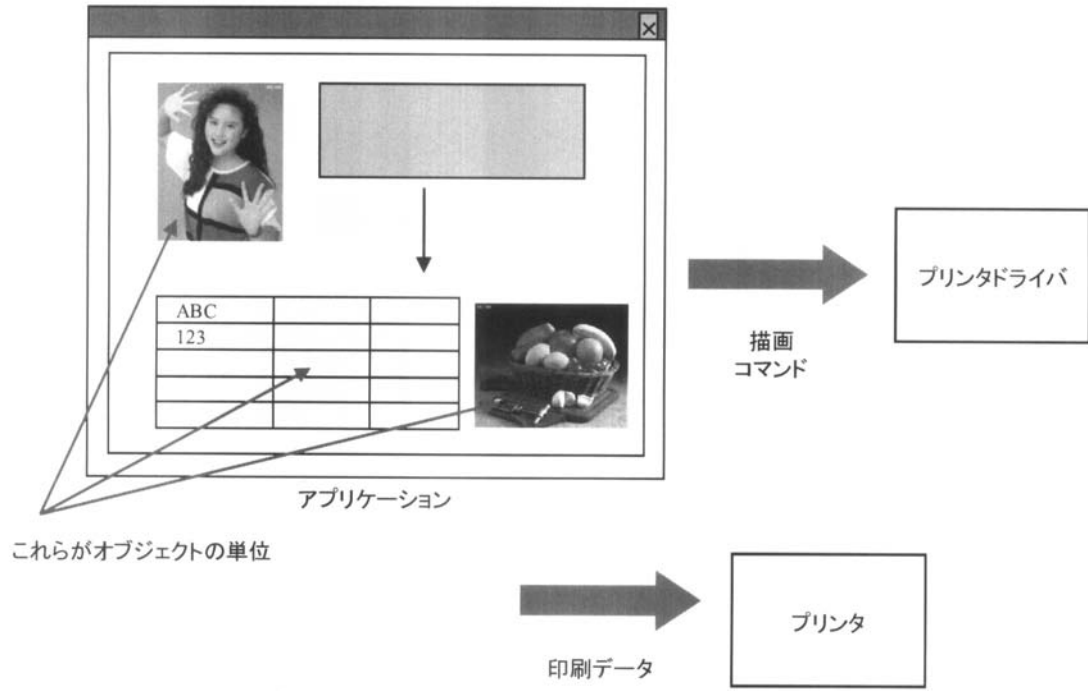 ABC
123
プリンタドライバ
描画
コマンド
アプリケーション
これらがオブジェクトの単位
プリンタ
印刷データ